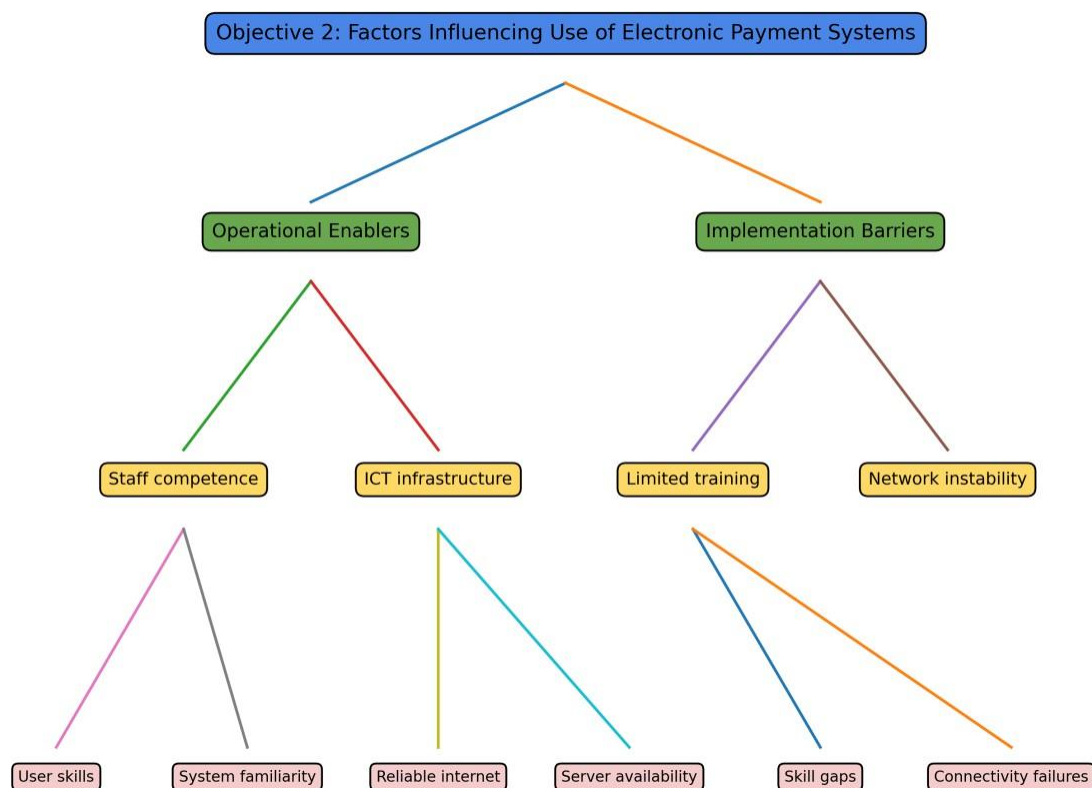 Objective 2: Factors Influencing Use of Electronic Payment Systems
Operational Enablers
Implementation Barriers
Staff competence
ICT infrastructure
Limited training
Network instability
User skills
System familiarity
Reliable internet
Server availability
Skill gaps
Connectivity failures